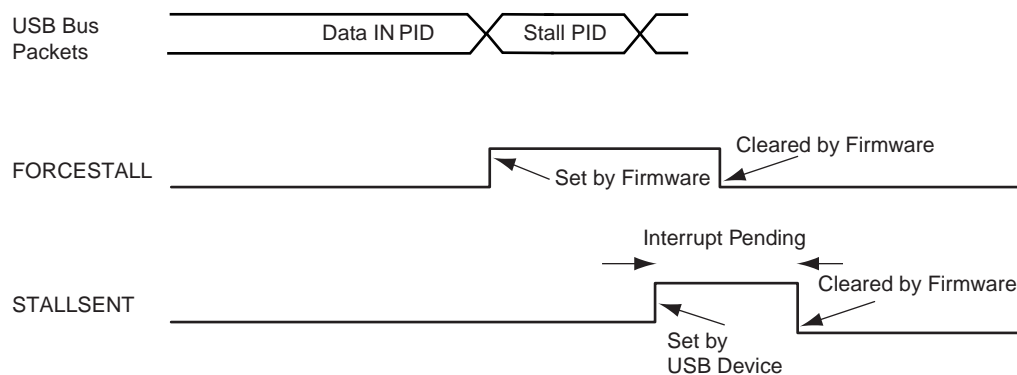 USB Bus
Packets
Data IN PID
Stall PID
FORCESTALL
Set by Firmware
Cleared by Firmware
Interrupt Pending
STALLSENT
Cleared by Firmware
Set by
USB Device